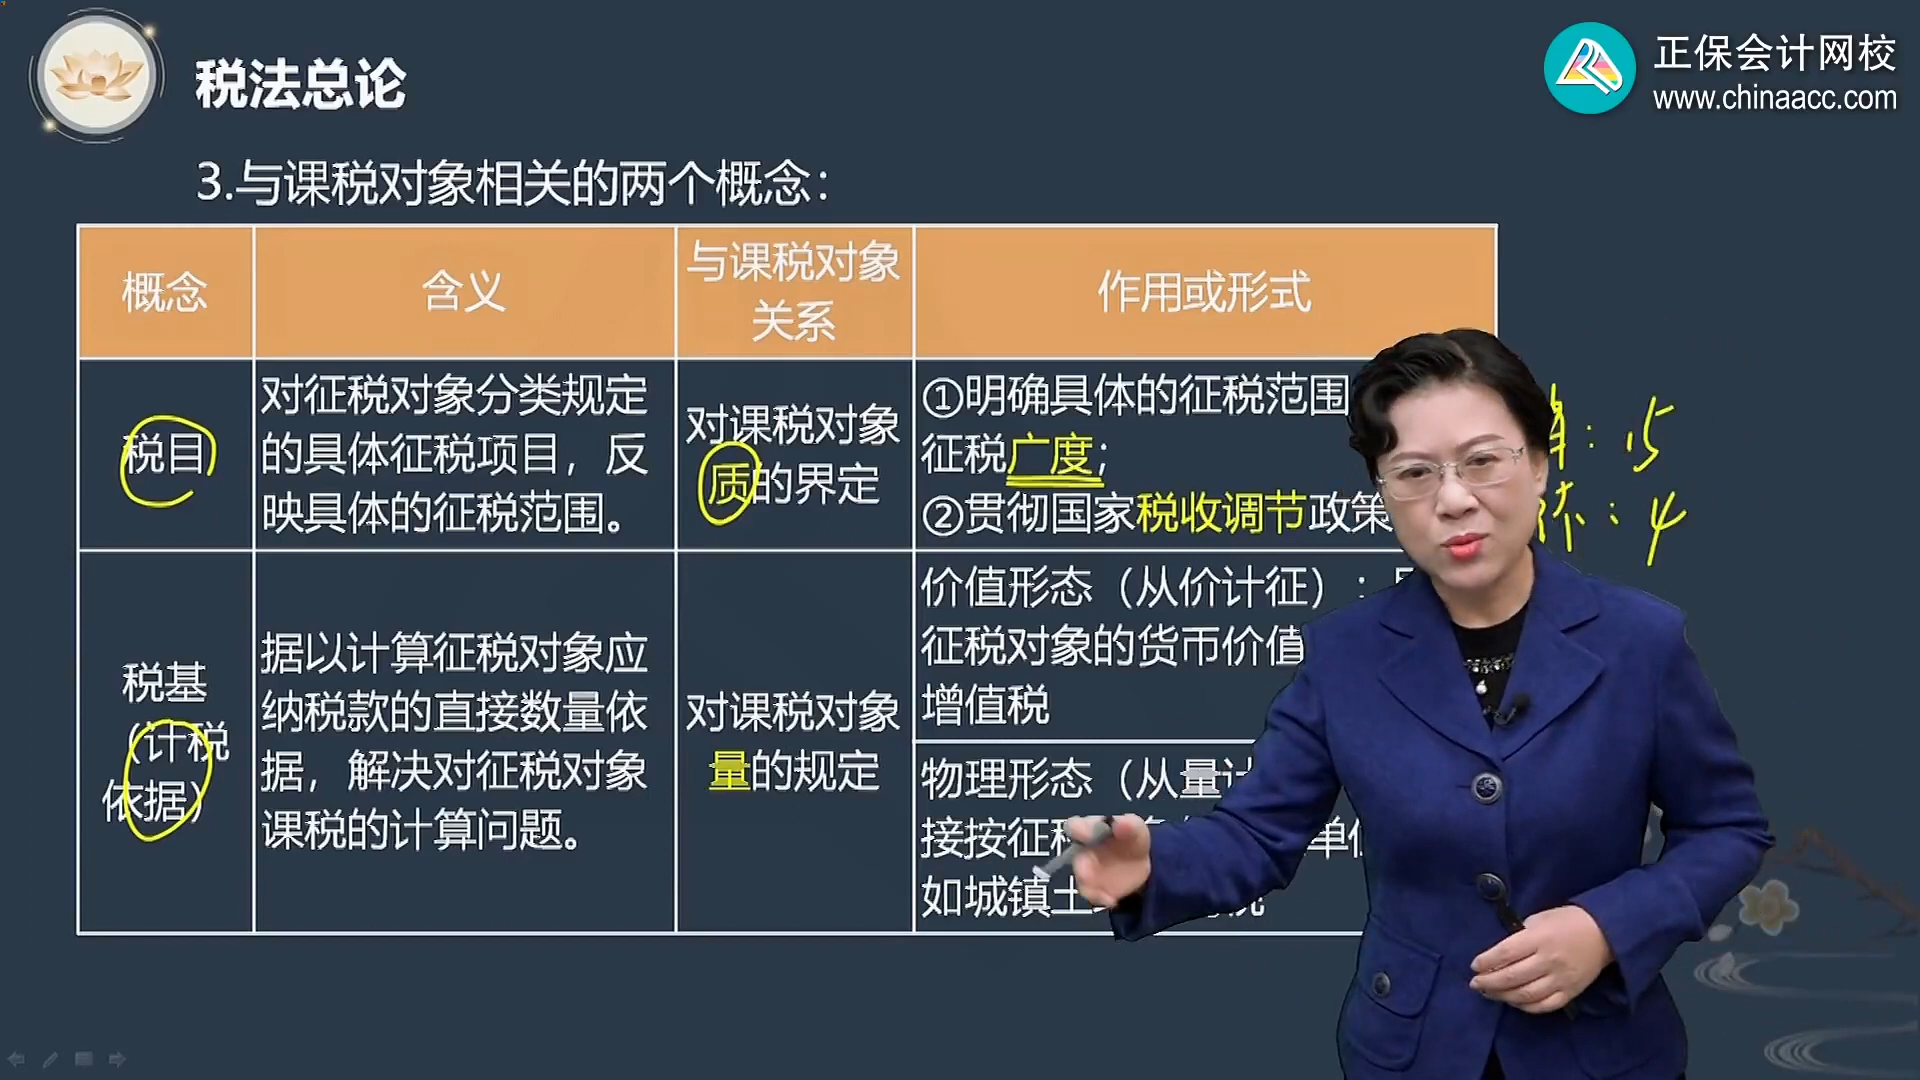 税法总论
正保会计网校
www.chinaacc.com
3.与课税对象相关的两个概念：
概念
含义
与课税对象
关系
作用或形式
税目
对征税对象分类规定
的具体征税项目，反
映具体的征税范围。
对课税对象
质的界定
①明确具体的征税范围
征税广度；
②贯彻国家税收调节政策
：15
：4
税基
（计税
依据）
据以计算征税对象应
纳税款的直接数量依
据，解决对征税对象
课税的计算问题。
对课税对象
量的规定
价值形态（从价计征）：
征税对象的货币价值
增值税
物理形态（从量计
接按征
单位
如城镇土